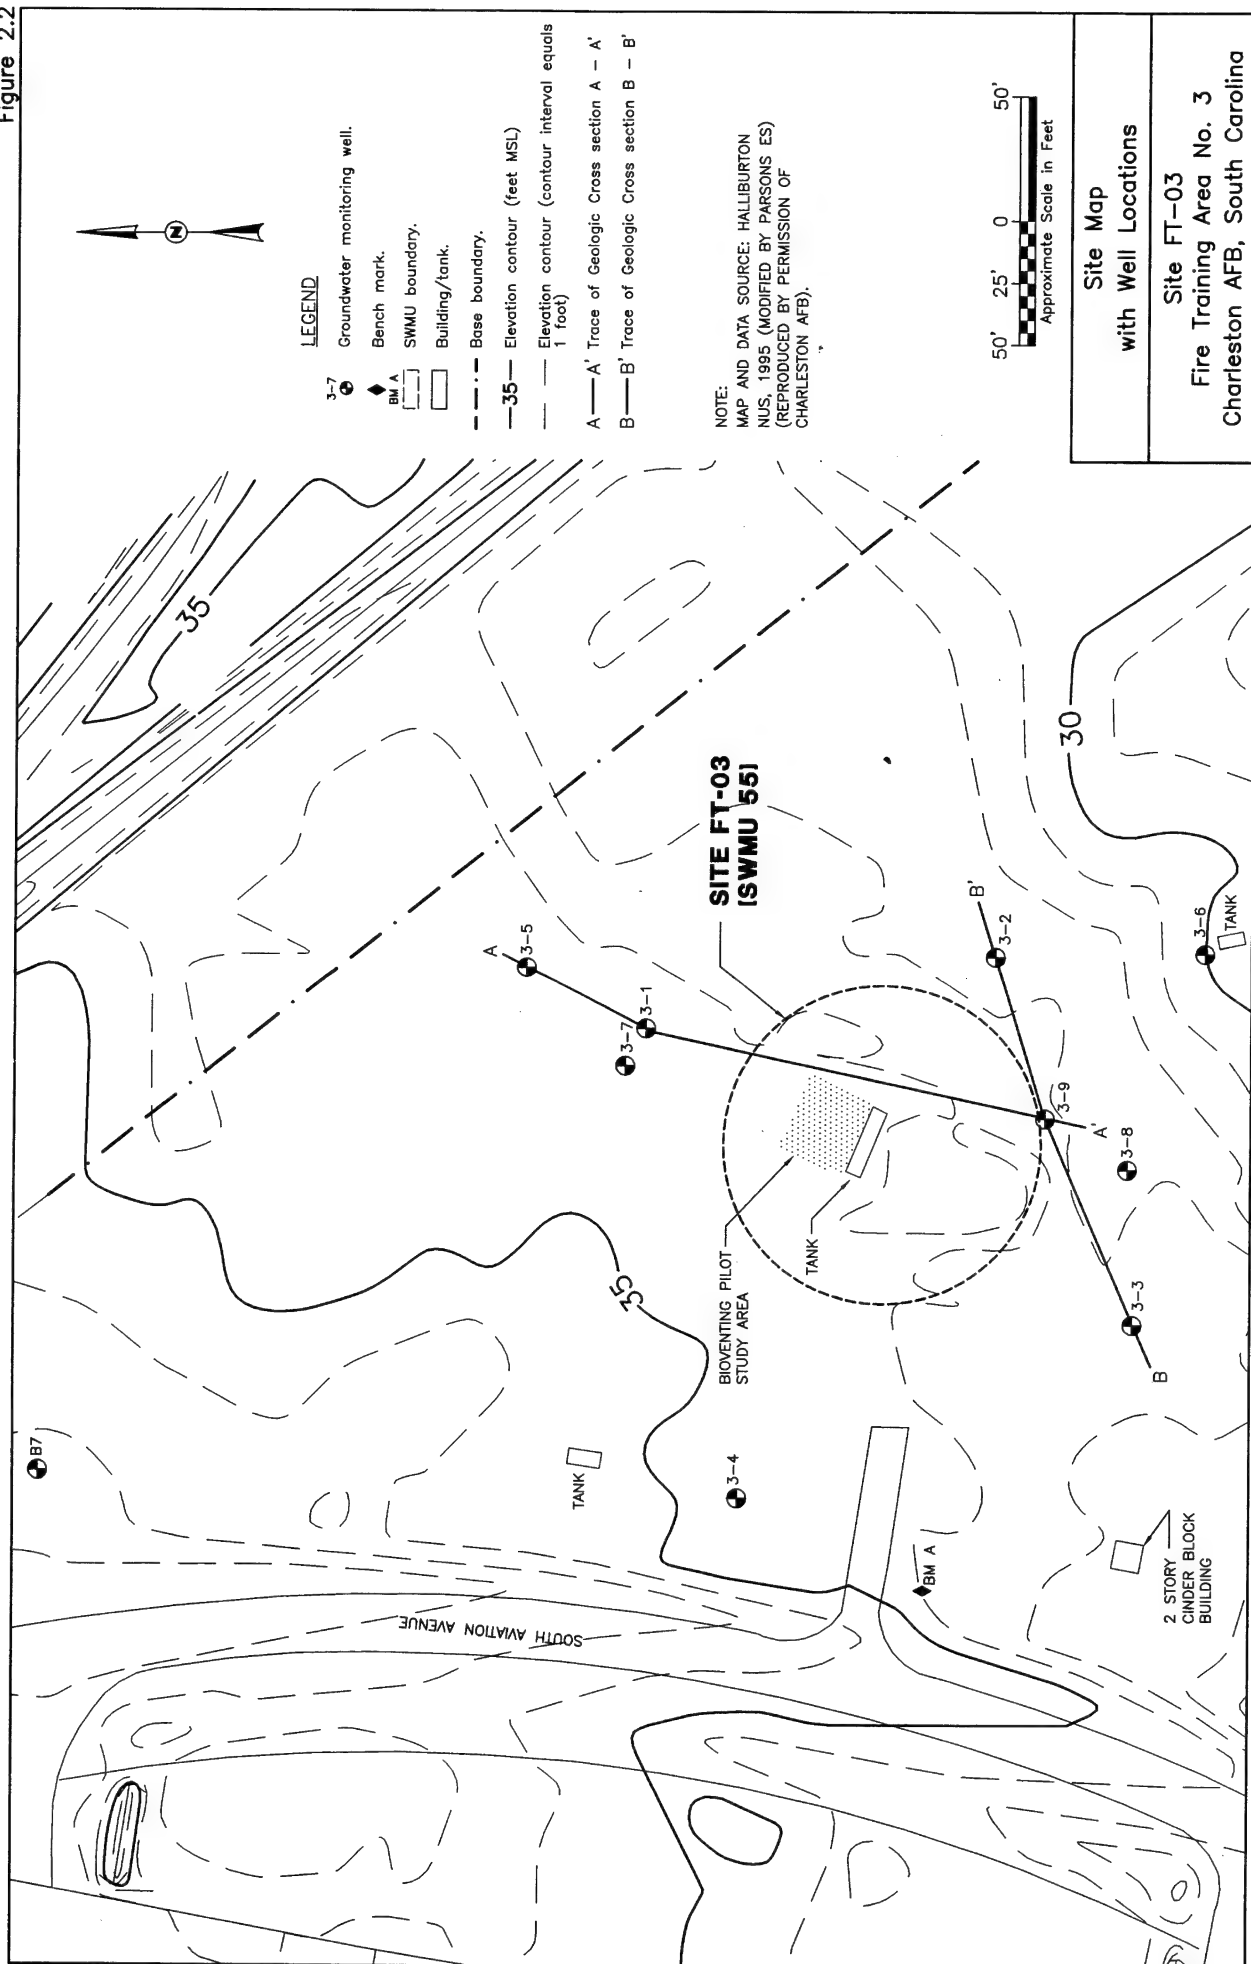 Figure 2.2
LEGEND
3-7
Groundwater monitoring well.
BM A
Bench mark.
SWMU boundary.
Building/tank.
Base boundary.
35
Elevation contour (feet MSL)
Elevation contour (contour interval equals
1 foot)
A — A' Trace of Geologic Cross section A - A'
B — B' Trace of Geologic Cross section B - B'
NOTE:
MAP AND DATA SOURCE: HALLIBURTON
NUS, 1995 (MODIFIED BY PARSONS ES)
(REPRODUCED BY PERMISSION OF
CHARLESTON AFB).
50' 25' 0 50'
Approximate Scale in Feet
Site Map
with Well Locations
Site FT-03
Fire Training Area No. 3
Charleston AFB, South Carolina
N
35
30
SITE FT-03
[SWMU 55]
A
3-5
3-1
3-7
B'
3-2
3-6
TANK
3-9
A'
3-8
BIOVENTING PILOT
STUDY AREA
TANK
35
3-3
B
B7
TANK
3-4
BM A
2 STORY
CINDER BLOCK
BUILDING
SOUTH AVIATION AVENUE